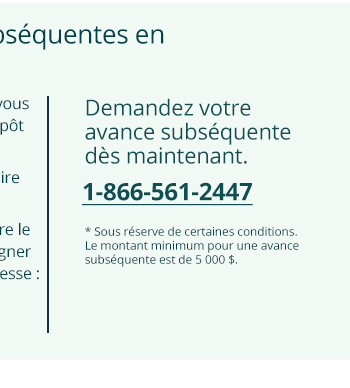 bséquentes en
vous
pôt
ire
re le
gner
esse :
Demandez votre
avance subséquente
dès maintenant.
1-866-561-2447
* Sous réserve de certaines conditions.
Le montant minimum pour une avance
subséquente est de 5 000 $.